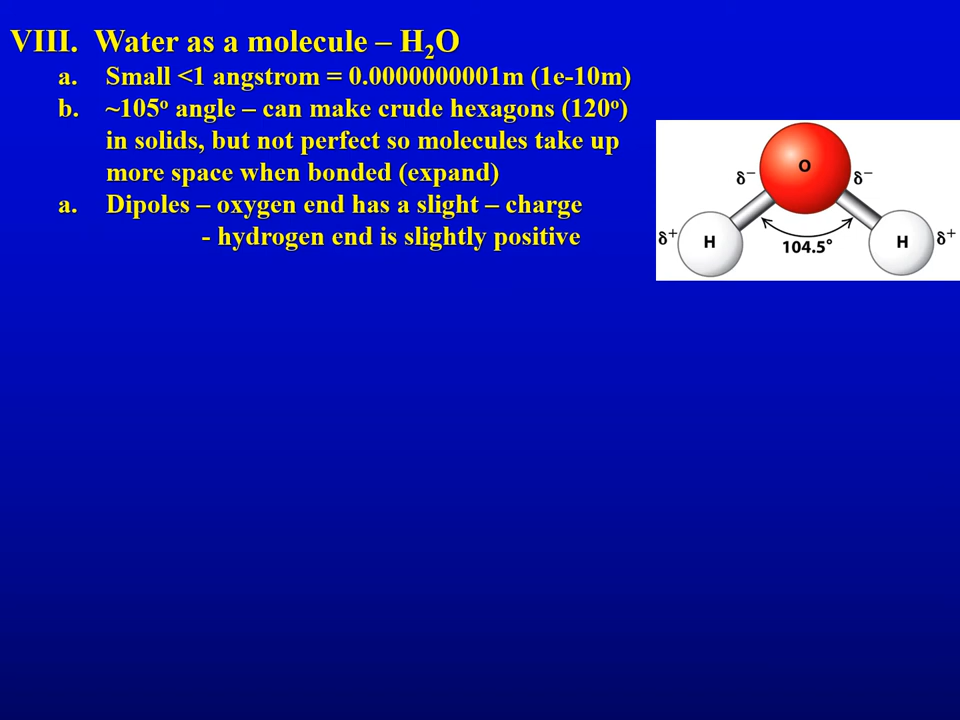 VIII. Water as a molecule – H₂O
a. Small <1 angstrom = 0.0000000001m (1e-10m)
b. ~105° angle – can make crude hexagons (120°)
in solids, but not perfect so molecules take up
more space when bonded (expand)
a. Dipoles – oxygen end has a slight – charge
- hydrogen end is slightly positive
O
δ⁻ δ⁻
δ⁺ H H δ⁺
104.5°